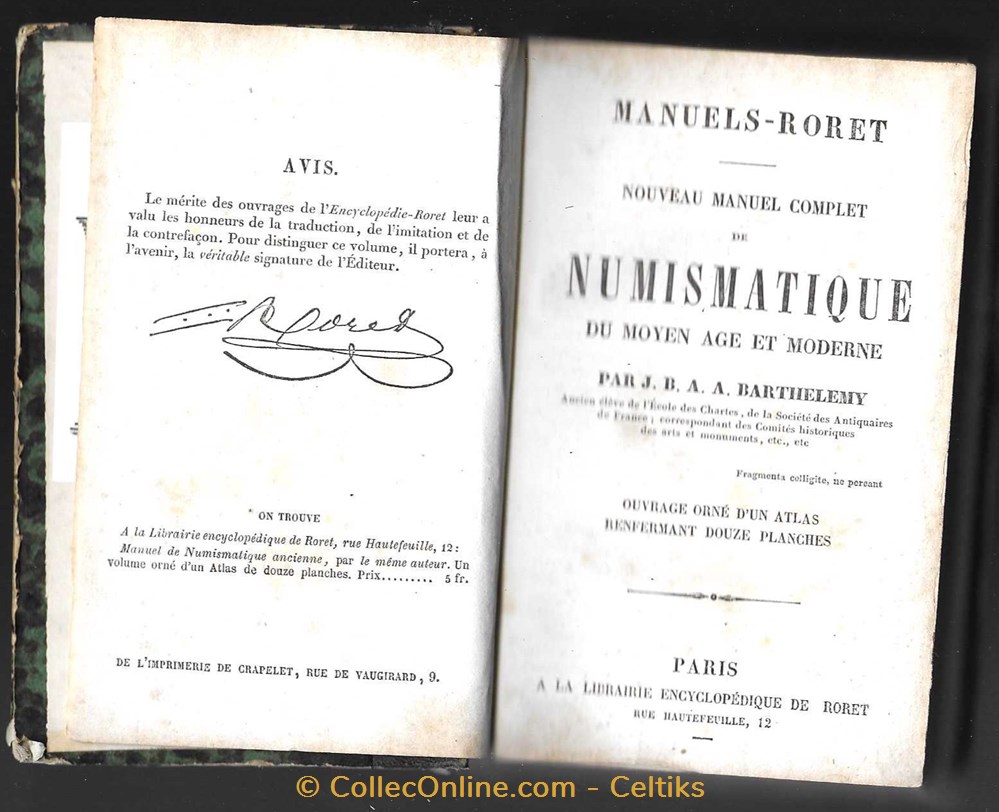 AVIS.
Le mérite des ouvrages de l'Encyclopédie-Roret leur a
valu les honneurs de la traduction, de l'imitation et de
la contrefaçon. Pour distinguer ce volume, il portera, à
l'avenir, la véritable signature de l'Éditeur.
Roret
ON TROUVE
A la Librairie encyclopédique de Roret, rue Hautefeuille, 12 :
Manuel de Numismatique ancienne, par le même auteur. Un
volume orné d'un Atlas de douze planches. Prix......... 5 fr.
DE L'IMPRIMERIE DE CRAPELET, RUE DE VAUGIRARD, 9.
MANUELS-RORET
NOUVEAU MANUEL COMPLET
DE
NUMISMATIQUE
DU MOYEN AGE ET MODERNE
PAR J. B. A. A. BARTHELEMY
Ancien élève de l'École des Chartes, de la Société des Antiquaires
de France ; correspondant des Comités historiques
des arts et monuments, etc., etc
Fragmenta colligite, ne pereant
OUVRAGE ORNÉ D'UN ATLAS
RENFERMANT DOUZE PLANCHES
PARIS
A LA LIBRAIRIE ENCYCLOPÉDIQUE DE RORET
RUE HAUTEFEUILLE, 12
© CollecOnline.com - Celtiks